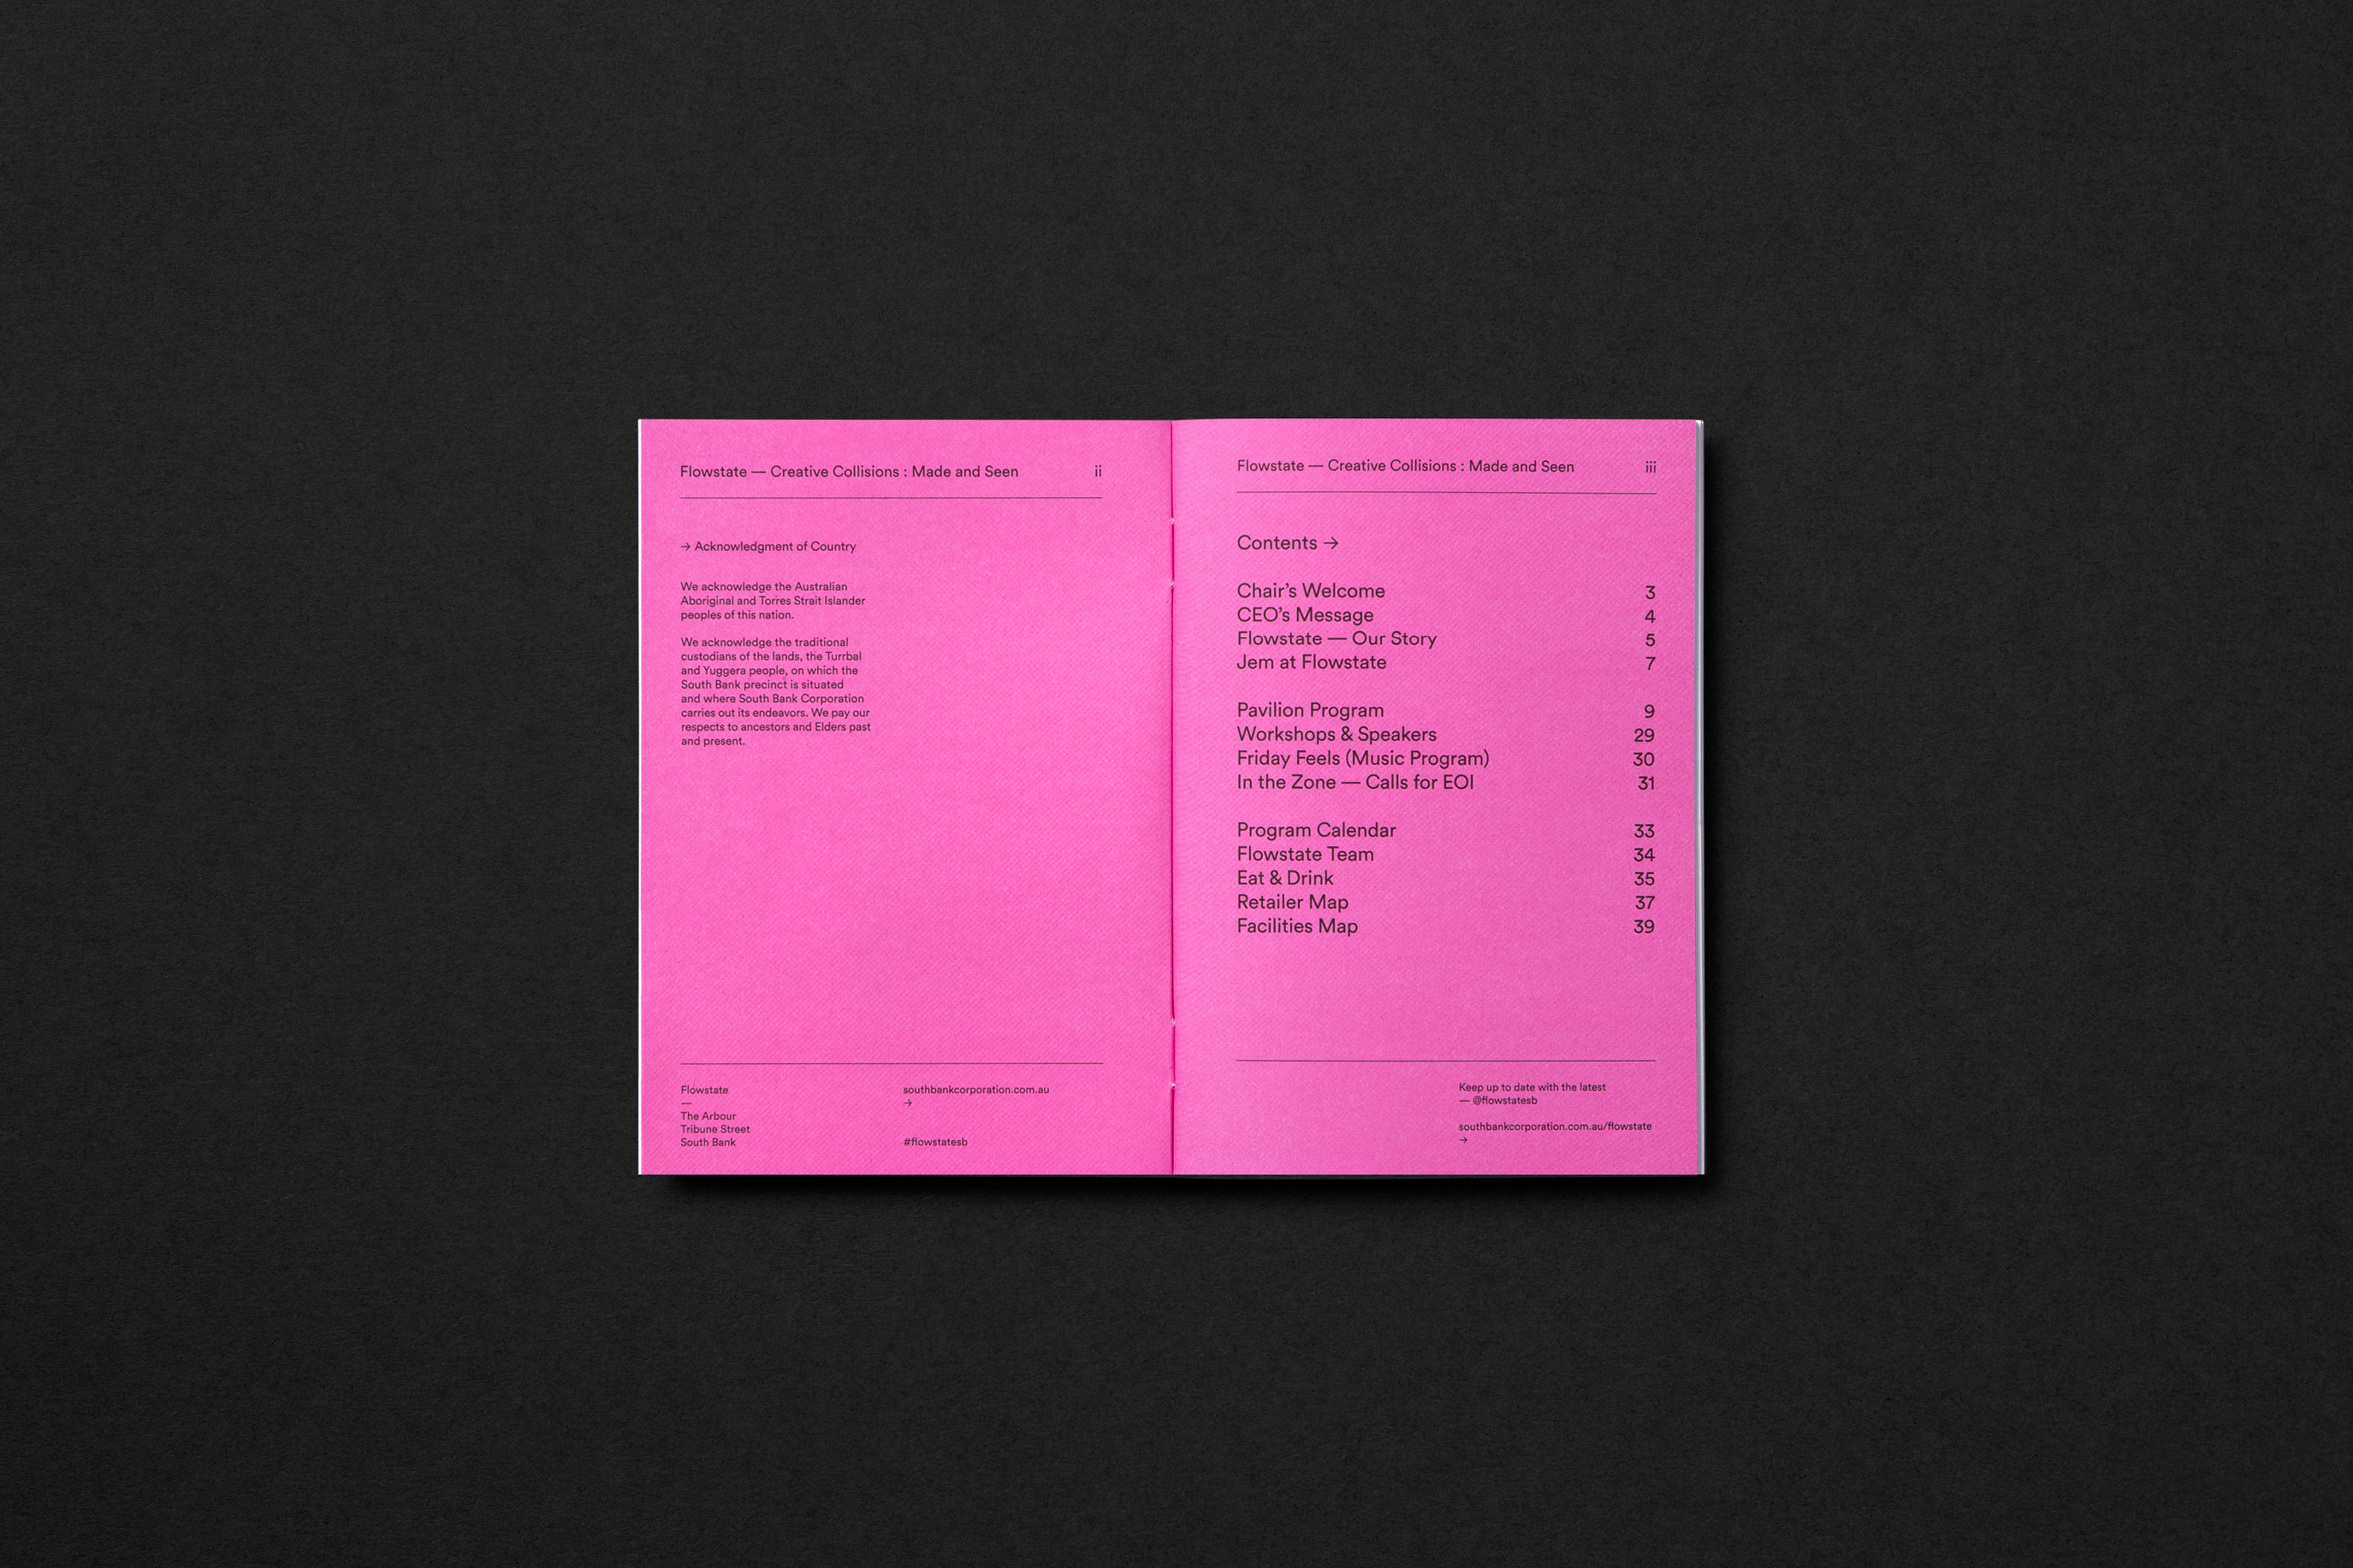 Flowstate — Creative Collisions : Made and Seen ii
→ Acknowledgment of Country
We acknowledge the Australian
Aboriginal and Torres Strait Islander
peoples of this nation.
We acknowledge the traditional
custodians of the lands, the Turrbal
and Yuggera people, on which the
South Bank precinct is situated
and where South Bank Corporation
carries out its endeavors. We pay our
respects to ancestors and Elders past
and present.
Flowstate
—
The Arbour
Tribune Street
South Bank
southbankcorporation.com.au
→
#flowstatesb
Flowstate — Creative Collisions : Made and Seen iii
Contents →
Chair’s Welcome 3
CEO’s Message 4
Flowstate — Our Story 5
Jem at Flowstate 7
Pavilion Program 9
Workshops & Speakers 29
Friday Feels (Music Program) 30
In the Zone — Calls for EOI 31
Program Calendar 33
Flowstate Team 34
Eat & Drink 35
Retailer Map 37
Facilities Map 39
Keep up to date with the latest
— @flowstatesb
southbankcorporation.com.au/flowstate
→